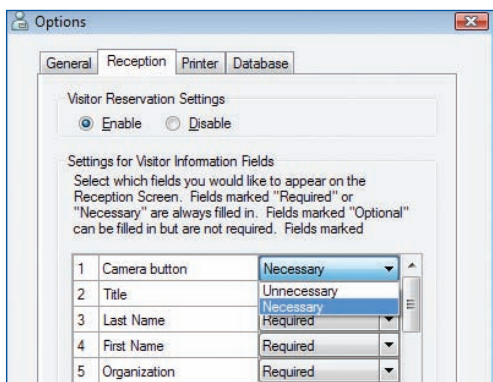 Options
General Reception Printer Database
Visitor Reservation Settings
Enable Disable
Settings for Visitor Information Fields
Select which fields you would like to appear on the
Reception Screen. Fields marked "Required" or
"Necessary" are always filled in. Fields marked "Optional"
can be filled in but are not required. Fields marked
1 Camera button Necessary
2 Title Unnecessary
Necessary
3 Last Name Required
4 First Name Required
5 Organization Required